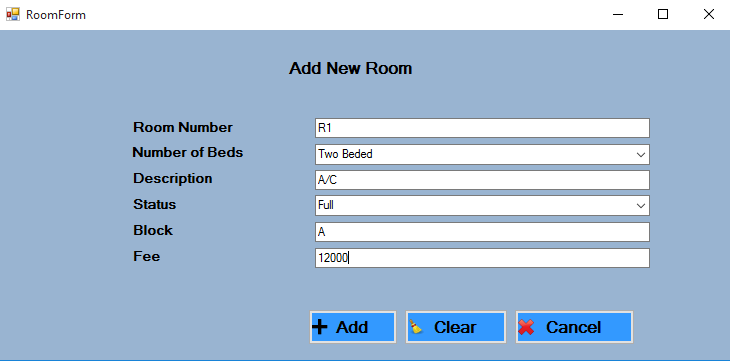 RoomForm
Add New Room
Room Number R1
Number of Beds Two Beded
Description A/C
Status Full
Block A
Fee 12000
Add Clear Cancel